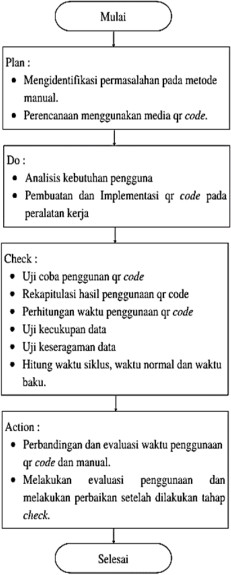 Mulai
Plan :
• Mengidentifikasi permasalahan pada metode
manual.
• Perencanaan menggunakan media qr code.
Do :
• Analisis kebutuhan pengguna
• Pembuatan dan Implementasi qr code pada
peralatan kerja
Check :
• Uji coba penggunan qr code
• Rekapitulasi hasil penggunaan qr code
• Perhitungan waktu penggunaan qr code
• Uji kecukupan data
• Uji keseragaman data
• Hitung waktu siklus, waktu normal dan waktu
baku.
Action :
• Perbandingan dan evaluasi waktu penggunaan
qr code dan manual.
• Melakukan evaluasi penggunaan dan
melakukan perbaikan setelah dilakukan tahap
check.
Selesai